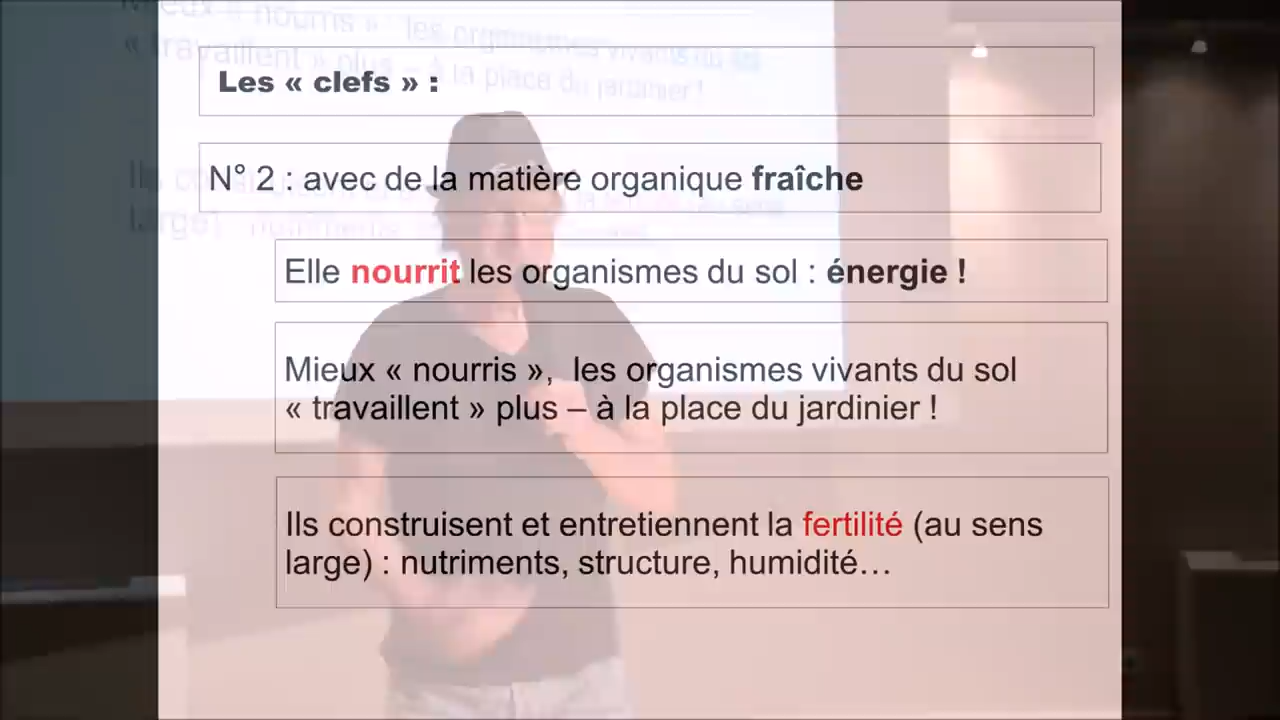 Les « clefs » :
N° 2 : avec de la matière organique fraîche
Elle nourrit les organismes du sol : énergie !
Mieux « nourris », les organismes vivants du sol
« travaillent » plus – à la place du jardinier !
Ils construisent et entretiennent la fertilité (au sens
large) : nutriments, structure, humidité…